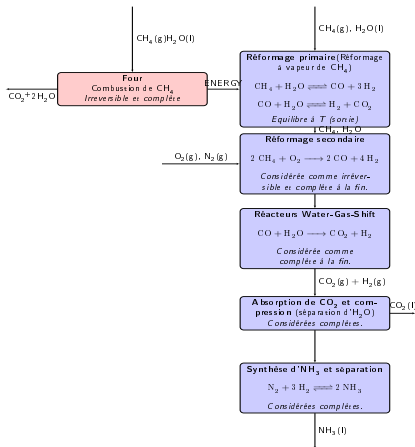 CH4(g)H2O(l)
CH4(g), H2O(l)
Four
Combustion de CH4
Irreversible et complète
CO2+2H2O
ENERGY
Réformage primaire(Réformage
à vapeur de CH4)
CH4 + H2O ⇌ CO + 3 H2
CO + H2O ⇌ H2 + CO2
Equilibre à T (sortie)
CH4, H2O
O2(g), N2(g)
Réformage secondaire
2 CH4 + O2 ⟶ 2 CO + 4 H2
Considérée comme irréver-
sible et complète à la fin.
Réacteurs Water-Gas-Shift
CO + H2O ⟶ CO2 + H2
Considérée comme
complète à la fin.
CO2(g) + H2(g)
Absorption de CO2 et com-
pression (séparation d'H2O)
Considérées complètes.
CO2(l)
Synthèse d'NH3 et séparation
N2 + 3 H2 ⇌ 2 NH3
Considérées complètes.
NH3(l)